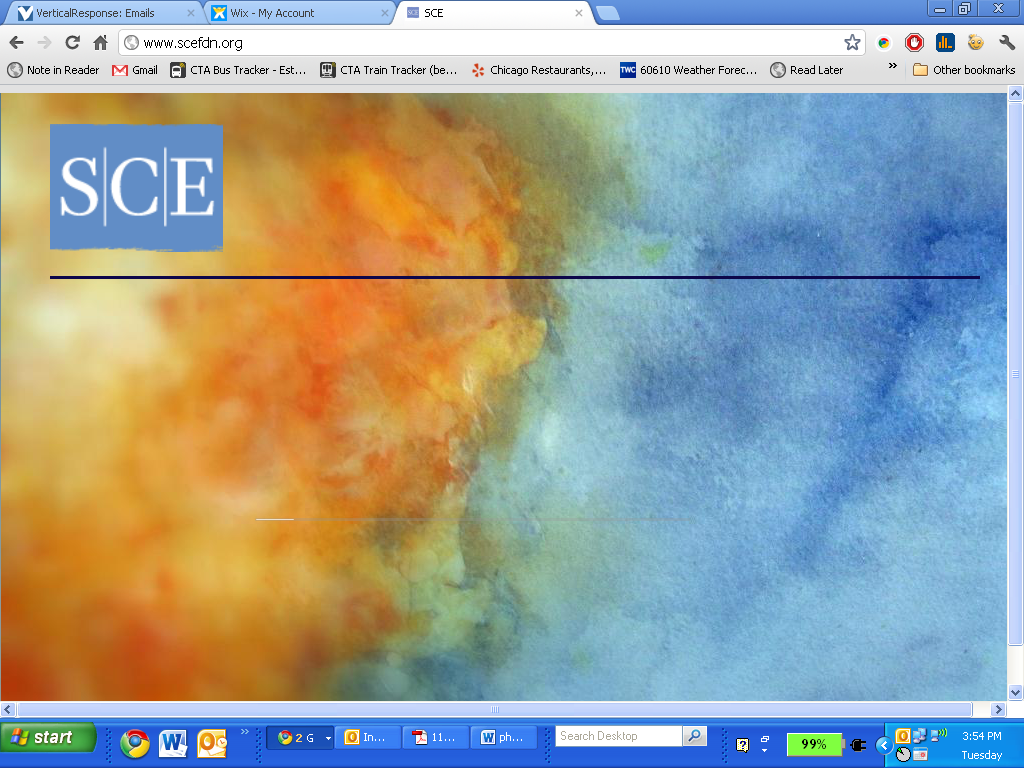 VerticalResponse: Emails
Wix - My Account
SCE
www.scefdn.org
Note in Reader
Gmail
CTA Bus Tracker - Est...
CTA Train Tracker (be...
Chicago Restaurants,...
TWC
60610 Weather Forec...
Read Later
»
Other bookmarks
S|C|E
start
»
2 G
In...
11...
ph...
Search Desktop
99%
3:54 PM
Tuesday